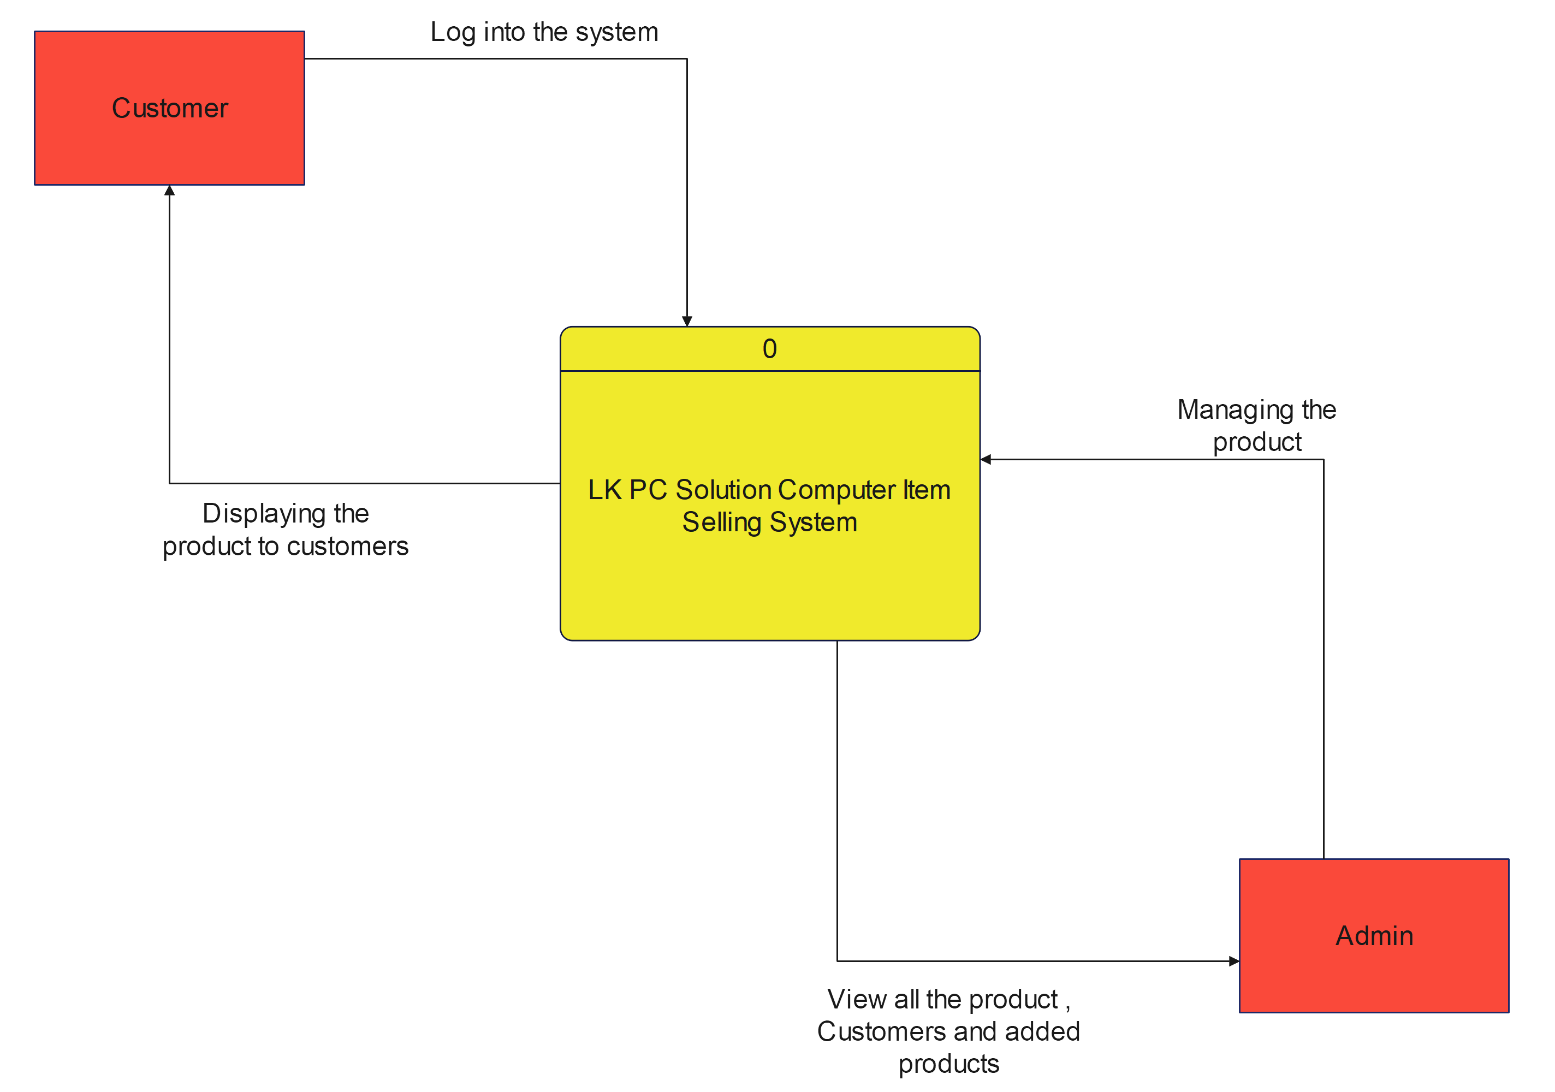 Log into the system
Customer
0
LK PC Solution Computer Item
Selling System
Managing the
product
Displaying the
product to customers
Admin
View all the product ,
Customers and added
products